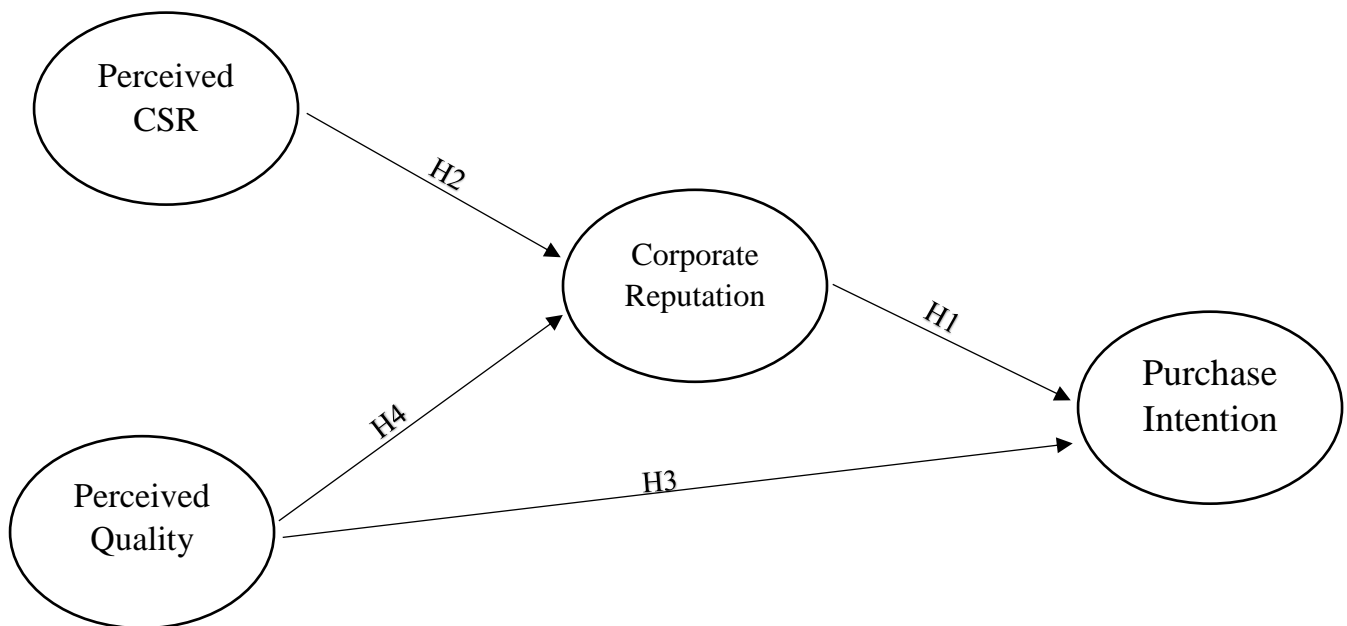 Perceived
CSR
H2
Corporate
Reputation
H1
Purchase
Intention
H4
H3
Perceived
Quality